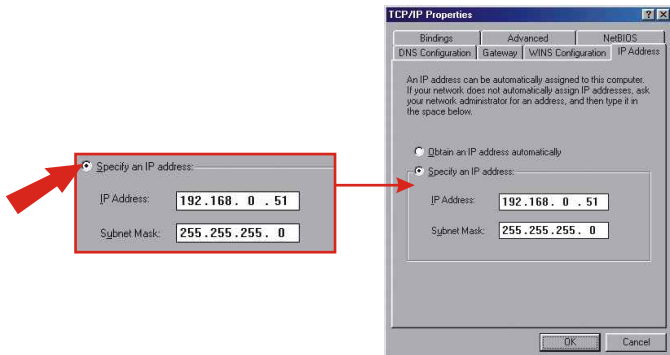 Specify an IP address:
IP Address: 192.168. 0 .51
Subnet Mask: 255.255.255. 0
TCP/IP Properties
Bindings Advanced NetBIOS
DNS Configuration Gateway WINS Configuration IP Address
An IP address can be automatically assigned to this computer.
If your network does not automatically assign IP addresses, ask
your network administrator for an address, and then type it in
the space below.
Obtain an IP address automatically
Specify an IP address:
IP Address: 192.168. 0 .51
Subnet Mask: 255.255.255. 0
OK Cancel